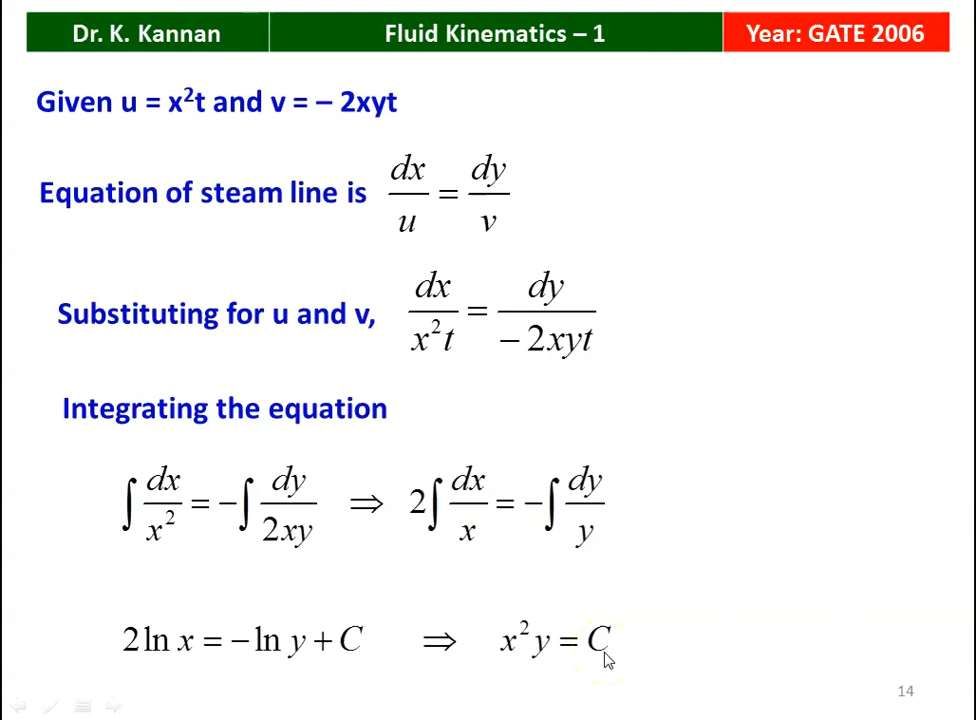 Dr. K. Kannan Fluid Kinematics – 1 Year: GATE 2006
Given u = x²t and v = – 2xyt
Equation of steam line is dx/u = dy/v
Substituting for u and v, dx/x²t = dy/– 2xyt
Integrating the equation
∫ dx/x² = –∫ dy/2xy ⇒ 2∫ dx/x = –∫ dy/y
2 ln x = – ln y + C ⇒ x²y = C
14